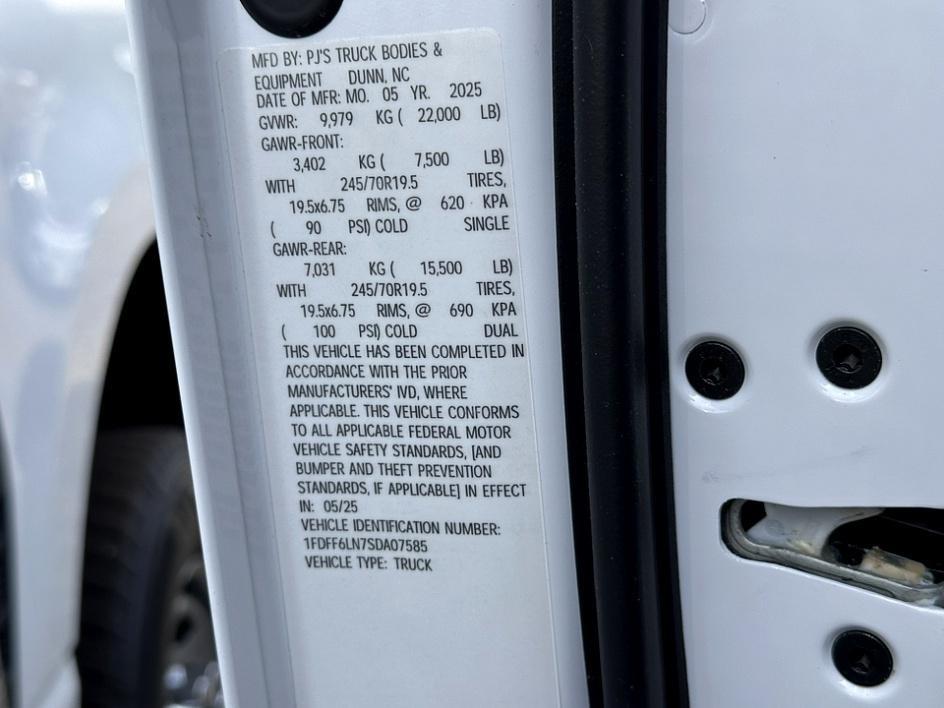 MFD BY: PJ'S TRUCK BODIES &
EQUIPMENT DUNN, NC
DATE OF MFR: MO. 05 YR. 2025
GVWR: 9,979 KG ( 22,000 LB)
GAWR-FRONT:
3,402 KG ( 7,500 LB)
WITH 245/70R19.5 TIRES,
19.5x6.75 RIMS, @ 620 KPA
( 90 PSI) COLD SINGLE
GAWR-REAR:
7,031 KG ( 15,500 LB)
WITH 245/70R19.5 TIRES,
19.5x6.75 RIMS, @ 690 KPA
( 100 PSI) COLD DUAL
THIS VEHICLE HAS BEEN COMPLETED IN
ACCORDANCE WITH THE PRIOR
MANUFACTURERS' IVD, WHERE
APPLICABLE. THIS VEHICLE CONFORMS
TO ALL APPLICABLE FEDERAL MOTOR
VEHICLE SAFETY STANDARDS, [AND
BUMPER AND THEFT PREVENTION
STANDARDS, IF APPLICABLE] IN EFFECT
IN: 05/25
VEHICLE IDENTIFICATION NUMBER:
1FDFF6LN7SDA07585
VEHICLE TYPE: TRUCK